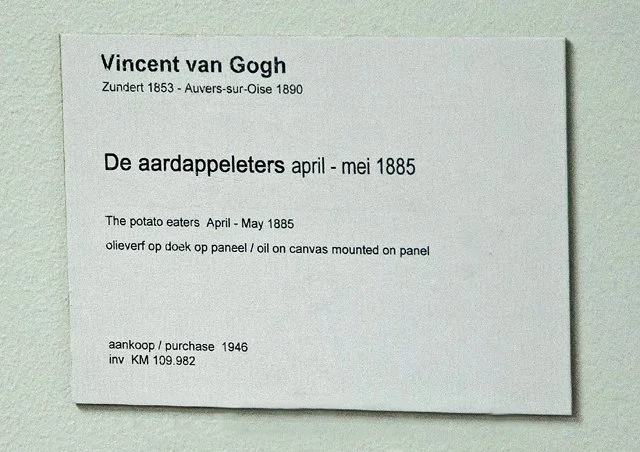 Vincent van Gogh
Zundert 1853 - Auvers-sur-Oise 1890
De aardappeleters april - mei 1885
The potato eaters April - May 1885
olieverf op doek op paneel / oil on canvas mounted on panel
aankoop / purchase 1946
inv KM 109.982